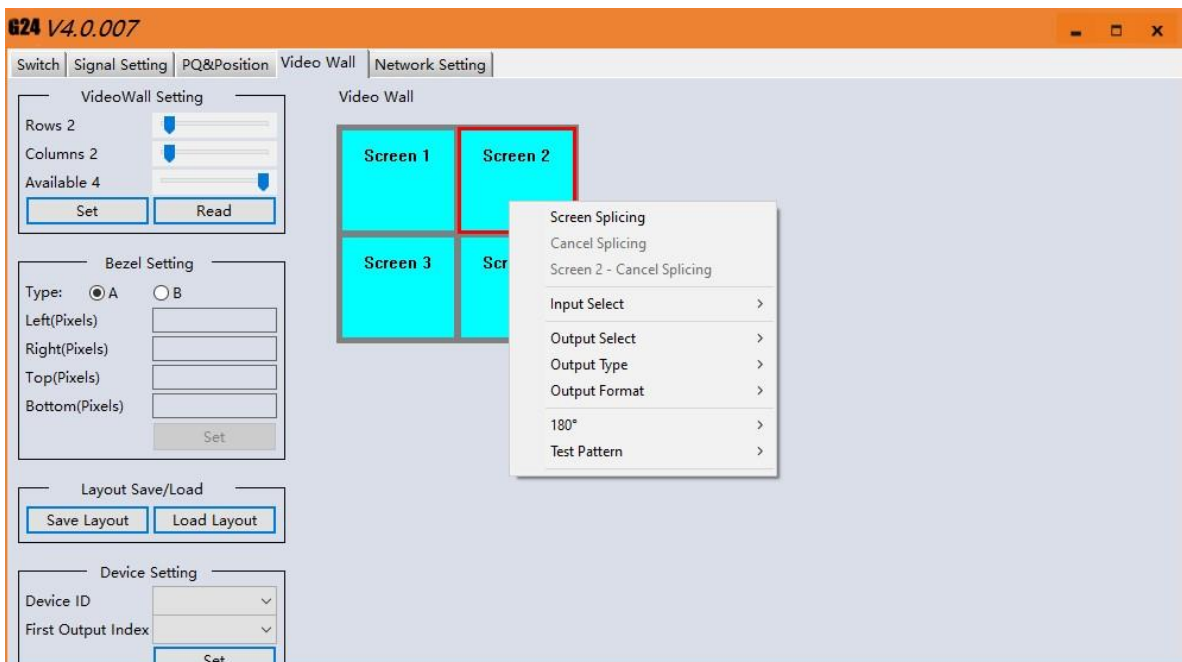 G24 V4.0.007
Switch Signal Setting PQ&Position Video Wall Network Setting
VideoWall Setting
Rows 2
Columns 2
Available 4
Set Read
Bezel Setting
Type: A B
Left(Pixels)
Right(Pixels)
Top(Pixels)
Bottom(Pixels)
Set
Layout Save/Load
Save Layout Load Layout
Device Setting
Device ID
First Output Index
Set
Video Wall
Screen 1 Screen 2
Screen 3 Scr
Screen Splicing
Cancel Splicing
Screen 2 - Cancel Splicing
Input Select
Output Select
Output Type
Output Format
180°
Test Pattern